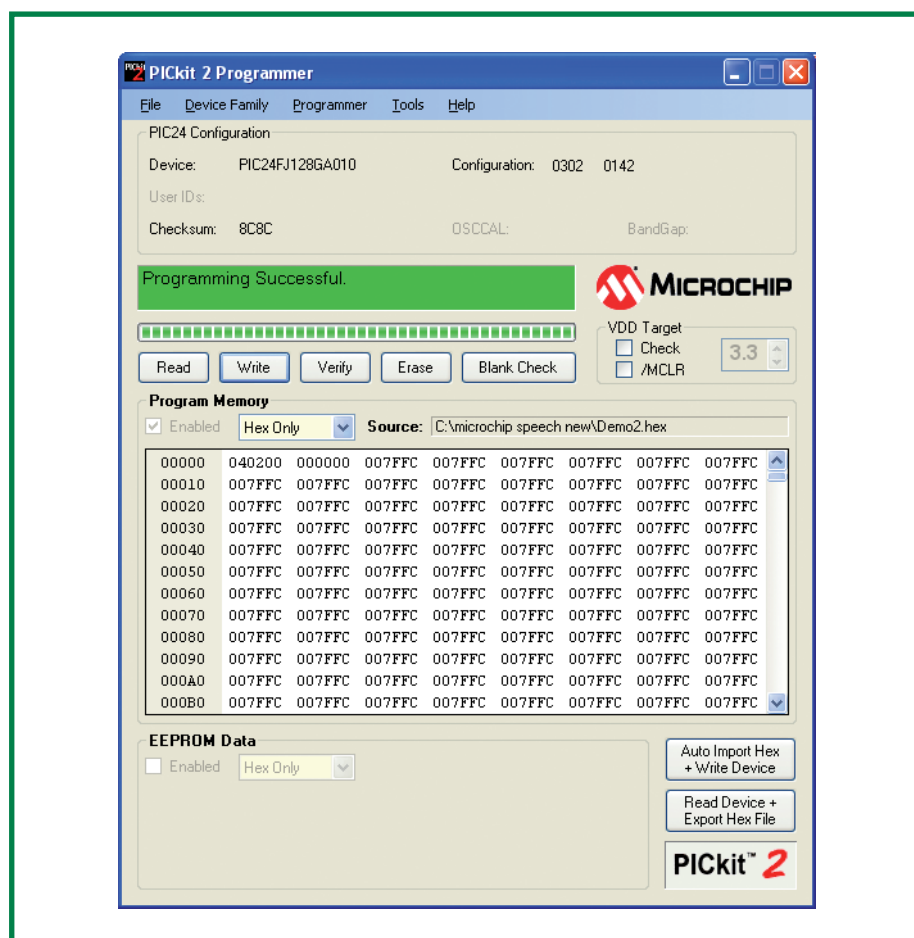 PICkit 2 Programmer
File Device Family Programmer Tools Help
PIC24 Configuration
Device: PIC24FJ128GA010 Configuration: 0302 0142
User IDs:
Checksum: 8C8C OSCCAL: BandGap:
Programming Successful.
MICROCHIP
VDD Target
Check
/MCLR
3.3
Read Write Verify Erase Blank Check
Program Memory
Enabled Hex Only Source: C:\microchip speech new\Demo2.hex
00000 040200 000000 007FFC 007FFC 007FFC 007FFC 007FFC 007FFC
00010 007FFC 007FFC 007FFC 007FFC 007FFC 007FFC 007FFC 007FFC
00020 007FFC 007FFC 007FFC 007FFC 007FFC 007FFC 007FFC 007FFC
00030 007FFC 007FFC 007FFC 007FFC 007FFC 007FFC 007FFC 007FFC
00040 007FFC 007FFC 007FFC 007FFC 007FFC 007FFC 007FFC 007FFC
00050 007FFC 007FFC 007FFC 007FFC 007FFC 007FFC 007FFC 007FFC
00060 007FFC 007FFC 007FFC 007FFC 007FFC 007FFC 007FFC 007FFC
00070 007FFC 007FFC 007FFC 007FFC 007FFC 007FFC 007FFC 007FFC
00080 007FFC 007FFC 007FFC 007FFC 007FFC 007FFC 007FFC 007FFC
00090 007FFC 007FFC 007FFC 007FFC 007FFC 007FFC 007FFC 007FFC
000A0 007FFC 007FFC 007FFC 007FFC 007FFC 007FFC 007FFC 007FFC
000B0 007FFC 007FFC 007FFC 007FFC 007FFC 007FFC 007FFC 007FFC
EEPROM Data
Enabled Hex Only
Auto Import Hex
+ Write Device
Read Device +
Export Hex File
PICkit™ 2